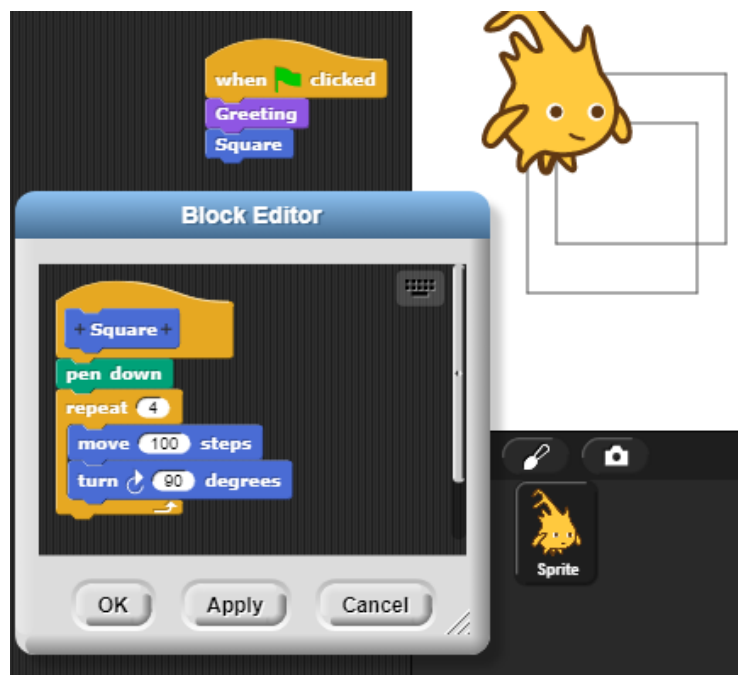 when clicked
Greeting
Square
Block Editor
+ Square +
pen down
repeat 4
move 100 steps
turn 90 degrees
OK Apply Cancel
Sprite